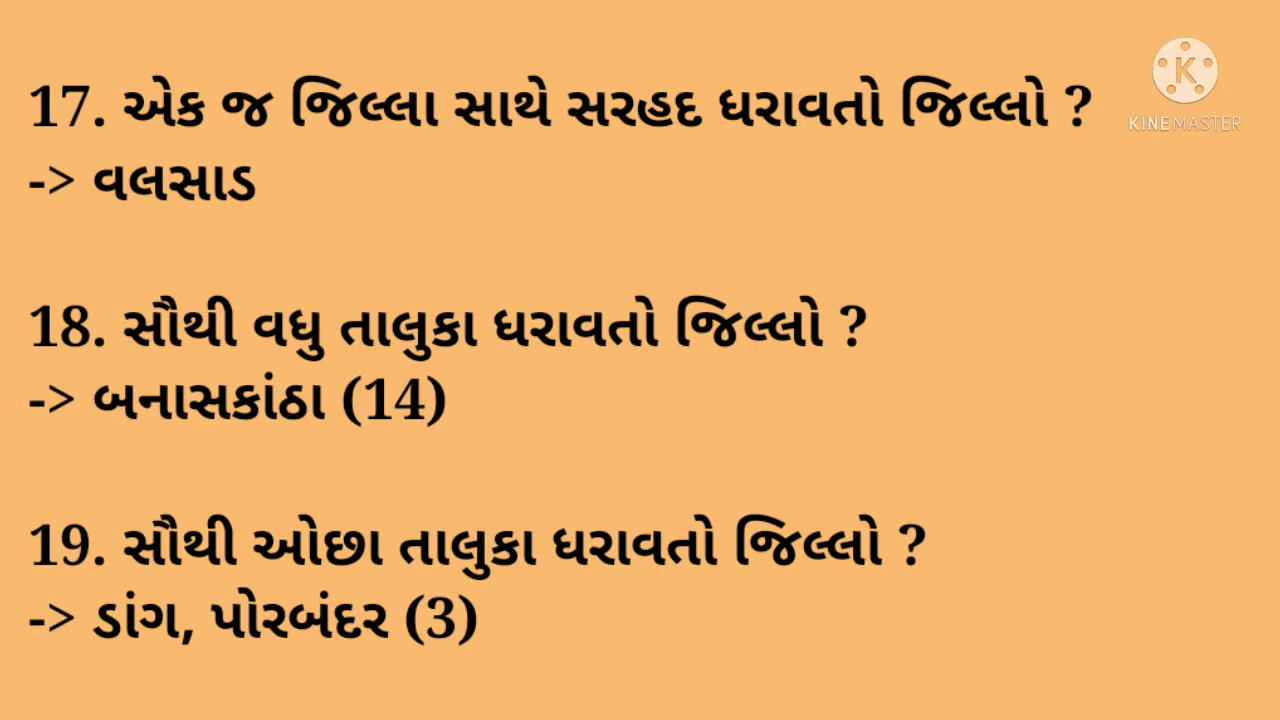 17. એક જ જિલ્લા સાથે સરહદ ધરાવતો જિલ્લો ?
-> વલસાડ
18. સૌથી વધુ તાલુકા ધરાવતો જિલ્લો ?
-> બનાસકાંઠા (14)
19. સૌથી ઓછા તાલુકા ધરાવતો જિલ્લો ?
-> ડાંગ, પોરબંદર (3)
K
KINEMASTER